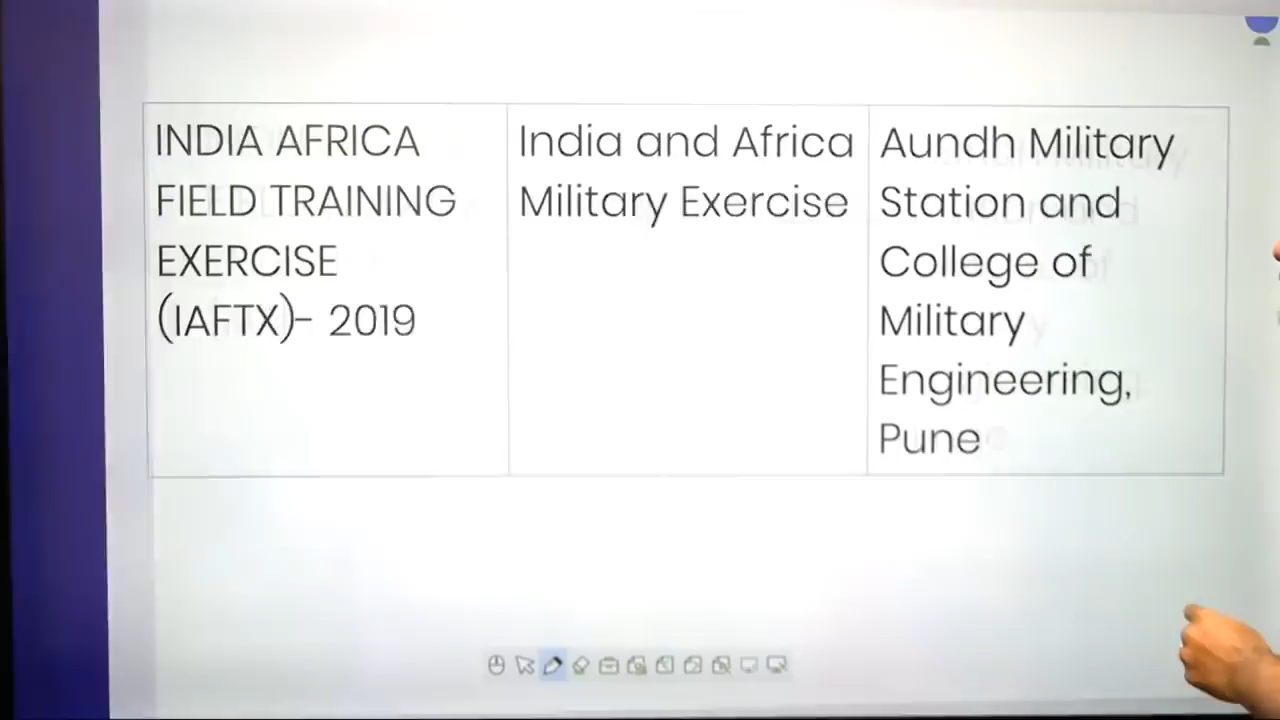 INDIA AFRICA
FIELD TRAINING
EXERCISE
(IAFTX)- 2019
India and Africa
Military Exercise
Aundh Military
Station and
College of
Military
Engineering,
Pune